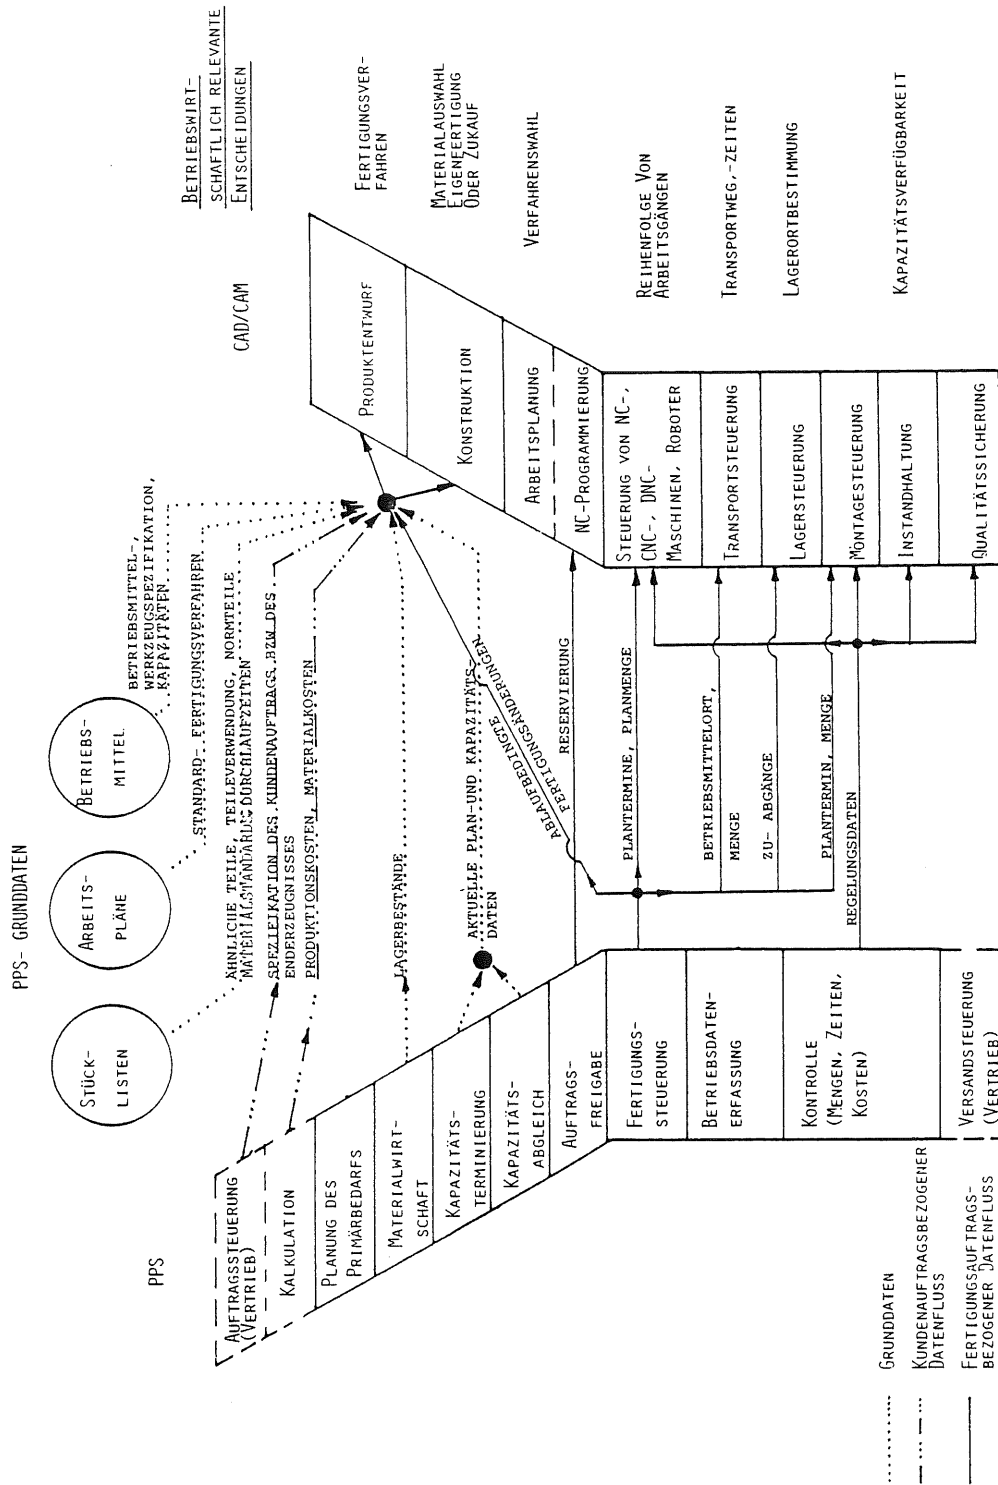 PPS- GRUNDDATEN
STÜCK-
LISTEN
ARBEITS-
PLÄNE
BETRIEBS-
MITTEL
BETRIEBSMITTEL-,
WERKZEUGSPEZIFIKATION,
KAPAZITÄTEN
STANDARD- FERTIGUNGSVERFAHREN
ÄHNLICHE TEILE, TEILEVERWENDUNG, NORMTEILE
MATERIALSTANDARDS DURCHLAUFZEITEN
SPEZIFIKATION DES KUNDENAUFTRAGS BZW DES
ENDERZEUGNISSES
PRODUKTIONSKOSTEN, MATERIALKOSTEN
LAGERBESTÄNDE
AKTUELLE PLAN-UND KAPAZITÄTS-
DATEN
ABLAUFBEDINGTE
FERTIGUNGSÄNDERUNGEN
RESERVIERUNG
PLANTERMINE, PLANMENGE
BETRIEBSMITTELORT,
MENGE
ZU- ABGÄNGE
PLANTERMIN, MENGE
REGELUNGSDATEN
PPS
AUFTRAGSSTEUERUNG
(VERTRIEB)
KALKULATION
PLANUNG DES
PRIMÄRBEDARFS
MATERIALWIRT-
SCHAFT
KAPAZITÄTS-
TERMINIERUNG
KAPAZITÄTS-
ABGLEICH
AUFTRAGS-
FREIGABE
FERTIGUNGS-
STEUERUNG
BETRIEBSDATEN-
ERFASSUNG
KONTROLLE
(MENGEN, ZEITEN,
KOSTEN)
VERSANDSTEUERUNG
(VERTRIEB)
CAD/CAM
PRODUKTENTWURF
KONSTRUKTION
ARBEITSPLANUNG
NC-PROGRAMMIERUNG
STEUERUNG VON NC-,
CNC-, DNC-
MASCHINEN, ROBOTER
TRANSPORTSTEUERUNG
LAGERSTEUERUNG
MONTAGESTEUERUNG
INSTANDHALTUNG
QUALITÄTSSICHERUNG
BETRIEBSWIRT-
SCHAFTLICH RELEVANTE
ENTSCHEIDUNGEN
FERTIGUNGSVER-
FAHREN
MATERIALAUSWAHL
EIGENFERTIGUNG
ODER ZUKAUF
VERFAHRENSWAHL
REIHENFOLGE VON
ARBEITSGÄNGEN
TRANSPORTWEG,-ZEITEN
LAGERORTBESTIMMUNG
KAPAZITÄTSVERFÜGBARKEIT
GRUNDDATEN
KUNDENAUFTRAGSBEZOGENER
DATENFLUSS
FERTIGUNGSAUFTRAGS-
BEZOGENER DATENFLUSS